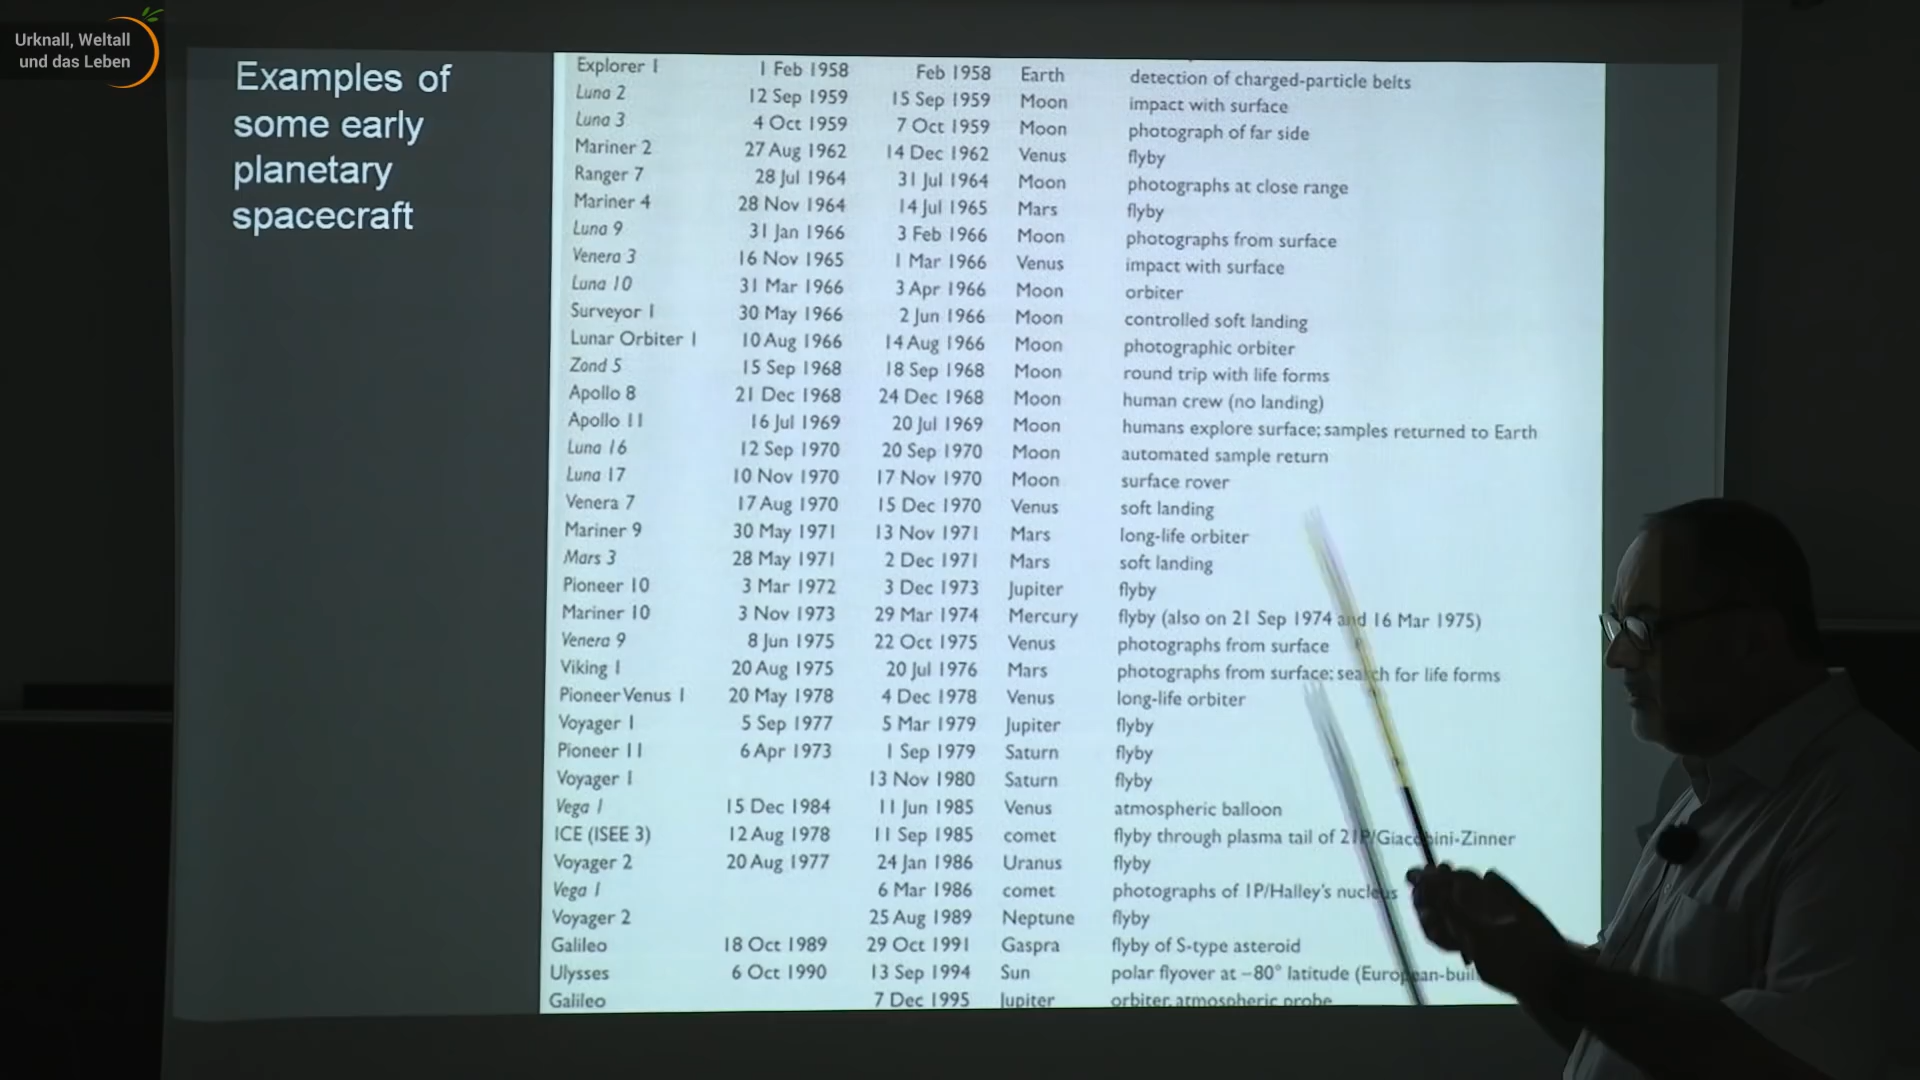 Urknall, Weltall
und das Leben
Examples of
some early
planetary
spacecraft
Explorer 1 1 Feb 1958 Feb 1958 Earth detection of charged-particle belts
Luna 2 12 Sep 1959 15 Sep 1959 Moon impact with surface
Luna 3 4 Oct 1959 7 Oct 1959 Moon photograph of far side
Mariner 2 27 Aug 1962 14 Dec 1962 Venus flyby
Ranger 7 28 Jul 1964 31 Jul 1964 Moon photographs at close range
Mariner 4 28 Nov 1964 14 Jul 1965 Mars flyby
Luna 9 31 Jan 1966 3 Feb 1966 Moon photographs from surface
Venera 3 16 Nov 1965 1 Mar 1966 Venus impact with surface
Luna 10 31 Mar 1966 3 Apr 1966 Moon orbiter
Surveyor 1 30 May 1966 2 Jun 1966 Moon controlled soft landing
Lunar Orbiter 1 10 Aug 1966 14 Aug 1966 Moon photographic orbiter
Zond 5 15 Sep 1968 18 Sep 1968 Moon round trip with life forms
Apollo 8 21 Dec 1968 24 Dec 1968 Moon human crew (no landing)
Apollo 11 16 Jul 1969 20 Jul 1969 Moon humans explore surface; samples returned to Earth
Luna 16 12 Sep 1970 20 Sep 1970 Moon automated sample return
Luna 17 10 Nov 1970 17 Nov 1970 Moon surface rover
Venera 7 17 Aug 1970 15 Dec 1970 Venus soft landing
Mariner 9 30 May 1971 13 Nov 1971 Mars long-life orbiter
Mars 3 28 May 1971 2 Dec 1971 Mars soft landing
Pioneer 10 3 Mar 1972 3 Dec 1973 Jupiter flyby
Mariner 10 3 Nov 1973 29 Mar 1974 Mercury flyby (also on 21 Sep 1974 and 16 Mar 1975)
Venera 9 8 Jun 1975 22 Oct 1975 Venus photographs from surface
Viking 1 20 Aug 1975 20 Jul 1976 Mars photographs from surface; search for life forms
Pioneer Venus 1 20 May 1978 4 Dec 1978 Venus long-life orbiter
Voyager 1 5 Sep 1977 5 Mar 1979 Jupiter flyby
Pioneer 11 6 Apr 1973 1 Sep 1979 Saturn flyby
Voyager 1 13 Nov 1980 Saturn flyby
Vega 1 15 Dec 1984 11 Jun 1985 Venus atmospheric balloon
ICE (ISEE 3) 12 Aug 1978 11 Sep 1985 comet flyby through plasma tail of 21P/Giacobini-Zinner
Voyager 2 20 Aug 1977 24 Jan 1986 Uranus flyby
Vega 1 6 Mar 1986 comet photographs of 1P/Halley's nucleus
Voyager 2 25 Aug 1989 Neptune flyby
Galileo 18 Oct 1989 29 Oct 1991 Gaspra flyby of S-type asteroid
Ulysses 6 Oct 1990 13 Sep 1994 Sun polar flyover at −80° latitude (European-buil
Galileo 7 Dec 1995 Jupiter orbiter, atmospheric probe